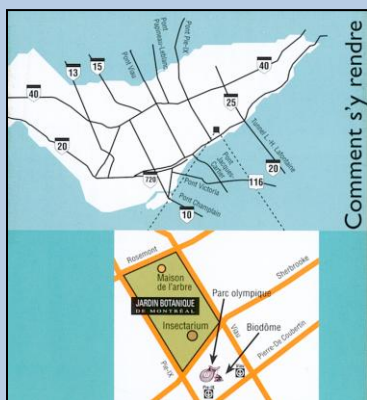 Comment s'y rendre
Pont Papineau-Leblanc
Pont Pie-IX
Pont Viau
13
15
40
40
25
20
Tunnel L.-H. Lafontaine
20
Pont Jacques-Cartier
720
Pont Victoria
116
Pont Champlain
10
Rosemont
Maison
de l'arbre
Sherbrooke
Parc olympique
JARDIN BOTANIQUE
DE MONTRÉAL
Insectarium
Viau
Biodôme
Pierre-De Coubertin
Pie-IX